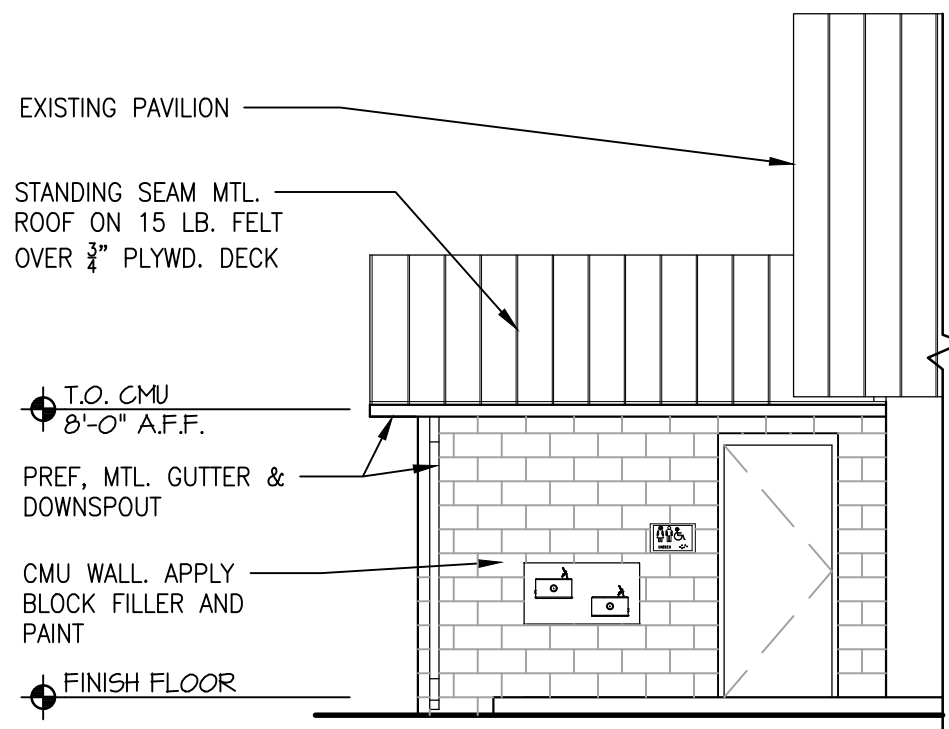 EXISTING PAVILION
STANDING SEAM MTL.
ROOF ON 15 LB. FELT
OVER 3/4" PLYWD. DECK
T.O. CMU
8'-0" A.F.F.
PREF, MTL. GUTTER &
DOWNSPOUT
CMU WALL. APPLY
BLOCK FILLER AND
PAINT
FINISH FLOOR